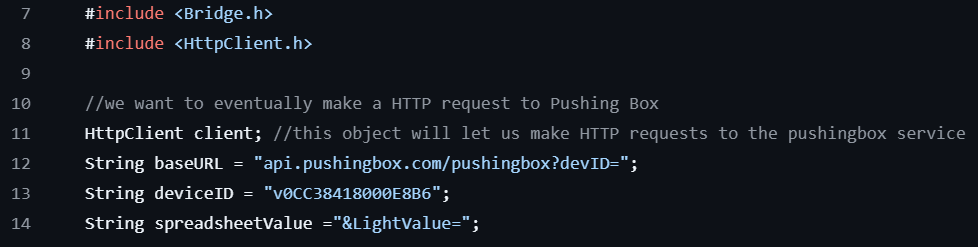 7 #include <Bridge.h>
8 #include <HttpClient.h>
9
10 //we want to eventually make a HTTP request to Pushing Box
11 HttpClient client; //this object will let us make HTTP requests to the pushingbox service
12 String baseURL = "api.pushingbox.com/pushingbox?devID=";
13 String deviceID = "v0CC38418000E8B6";
14 String spreadsheetValue ="&LightValue=";